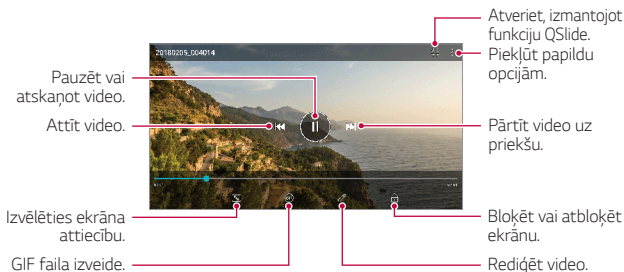 Atveriet, izmantojot
funkciju QSlide.
20180205_004014
Piekļūt papildu
opcijām.
Pauzēt vai
atskaņot video.
Attīt video.
Pārtīt video uz
priekšu.
Izvēlēties ekrāna
attiecību.
Bloķēt vai atbloķēt
ekrānu.
GIF faila izveide.
Rediģēt video.